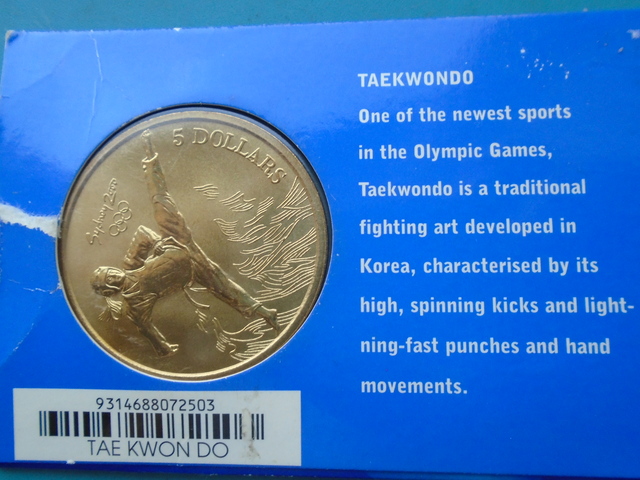 5 DOLLARS
Sydney 2000
TAEKWONDO
One of the newest sports
in the Olympic Games,
Taekwondo is a traditional
fighting art developed in
Korea, characterised by its
high, spinning kicks and light-
ning-fast punches and hand
movements.
9314688072503
TAE KWON DO